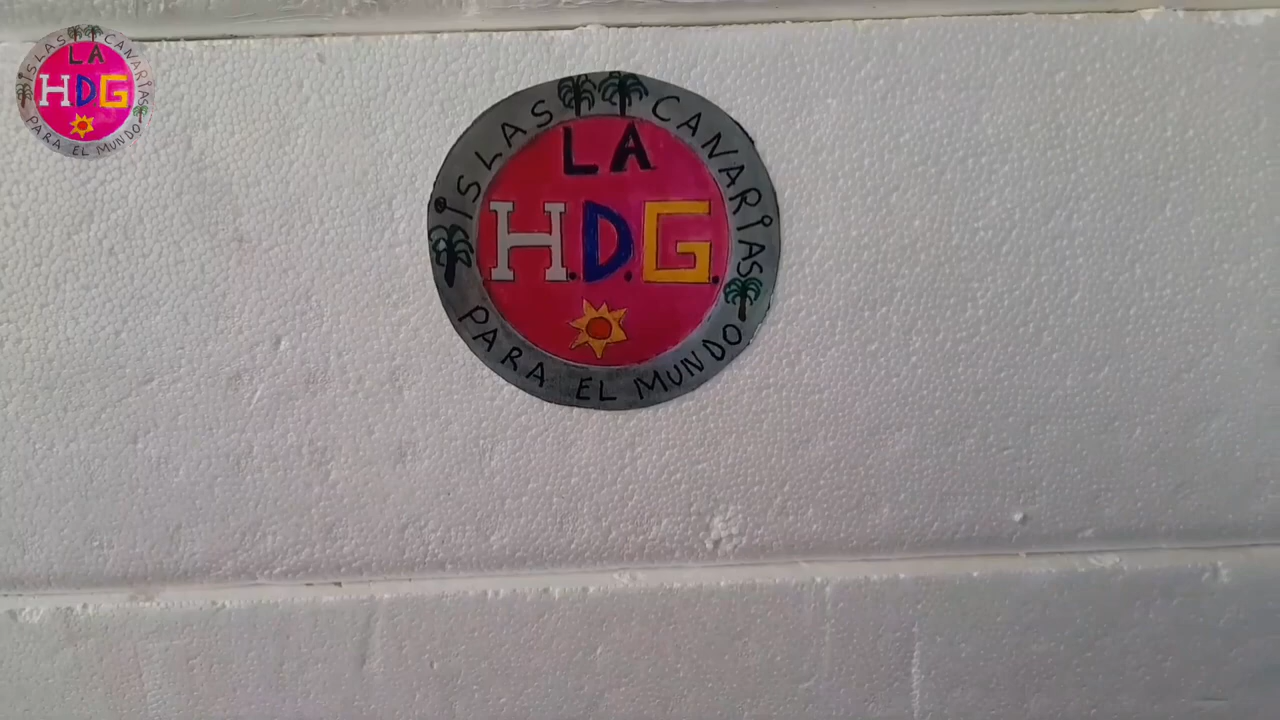 ISLAS CANARIAS
LA
HDG
PARA EL MUNDO
ISLAS CANARIAS
LA
H.D.G.
PARA EL MUNDO